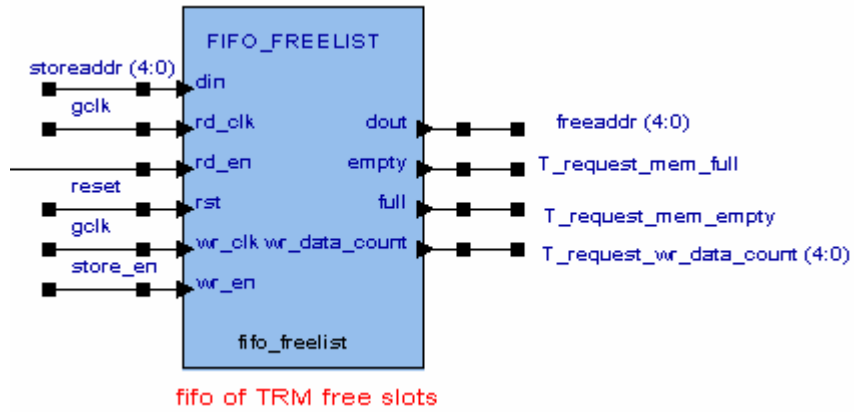 FIFO_FREELIST
storeaddr (4:0)
din
gclk
rd_clk
dout
freeaddr (4:0)
rd_en
empty
T_request_mem_full
reset
rst
full
T_request_mem_empty
gclk
wr_clk
wr_data_count
T_request_wr_data_count (4:0)
store_en
wr_en
fifo_freelist
fifo of TRM free slots